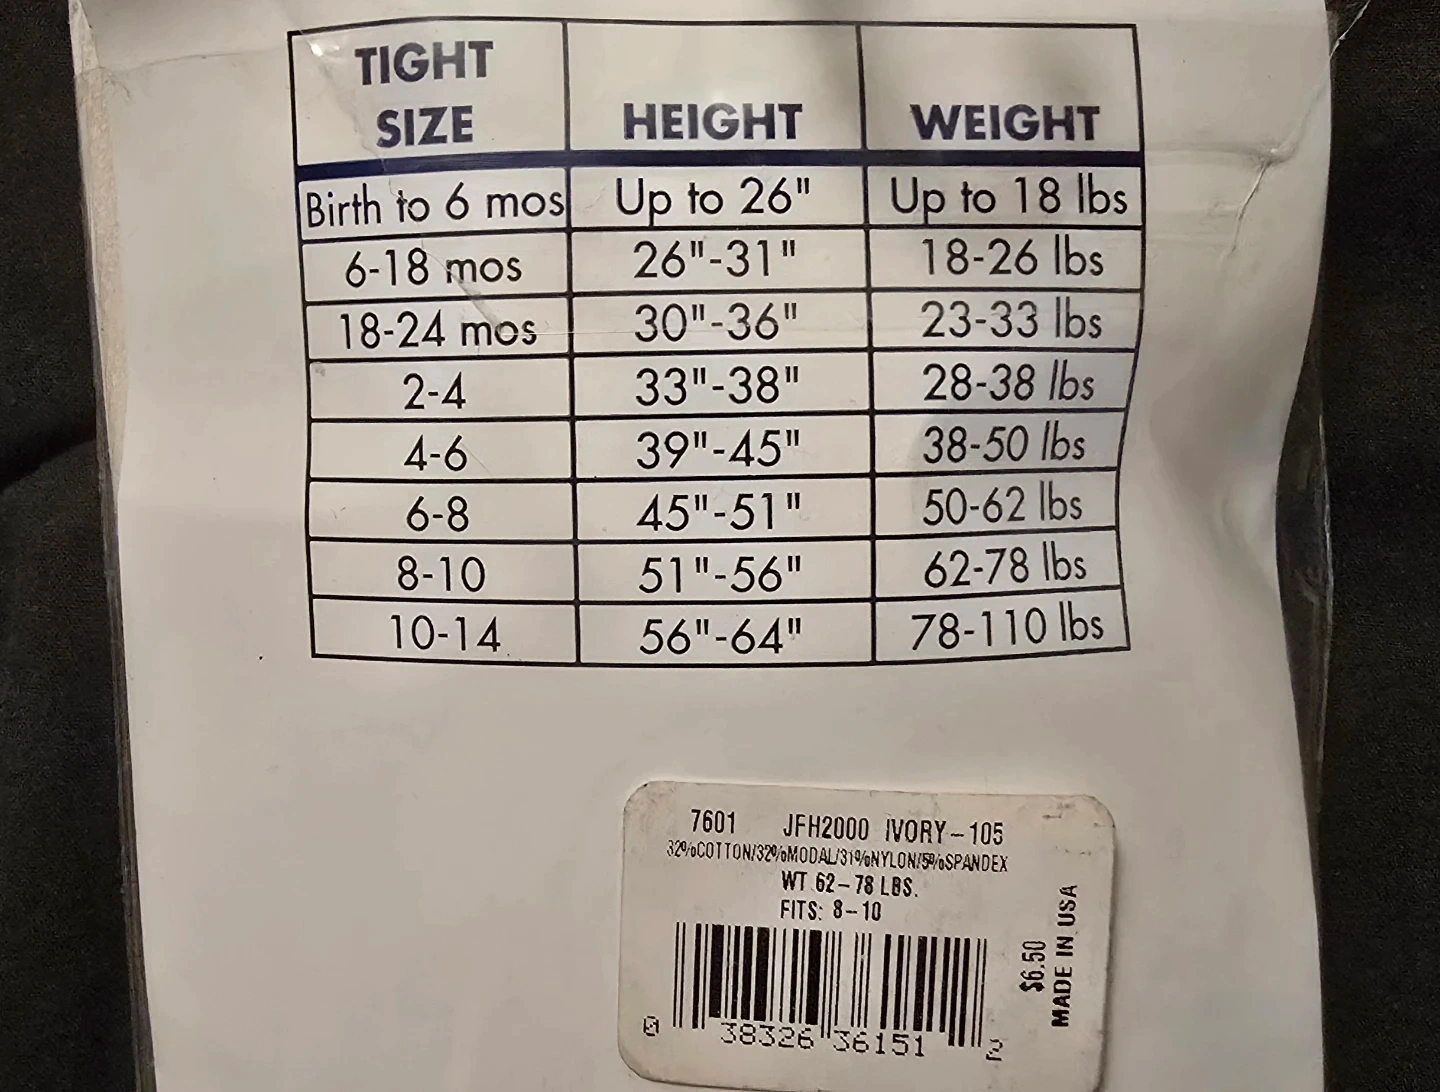 TIGHT SIZE HEIGHT WEIGHT
Birth to 6 mos Up to 26" Up to 18 lbs
6-18 mos 26"-31" 18-26 lbs
18-24 mos 30"-36" 23-33 lbs
2-4 33"-38" 28-38 lbs
4-6 39"-45" 38-50 lbs
6-8 45"-51" 50-62 lbs
8-10 51"-56" 62-78 lbs
10-14 56"-64" 78-110 lbs
7601 JFH2000 IVORY-105
32%COTTON/32%MODAL/31%NYLON/5%SPANDEX
WT 62-78 LBS.
FITS: 8-10
0 38326 36151 2
$6.50
MADE IN USA